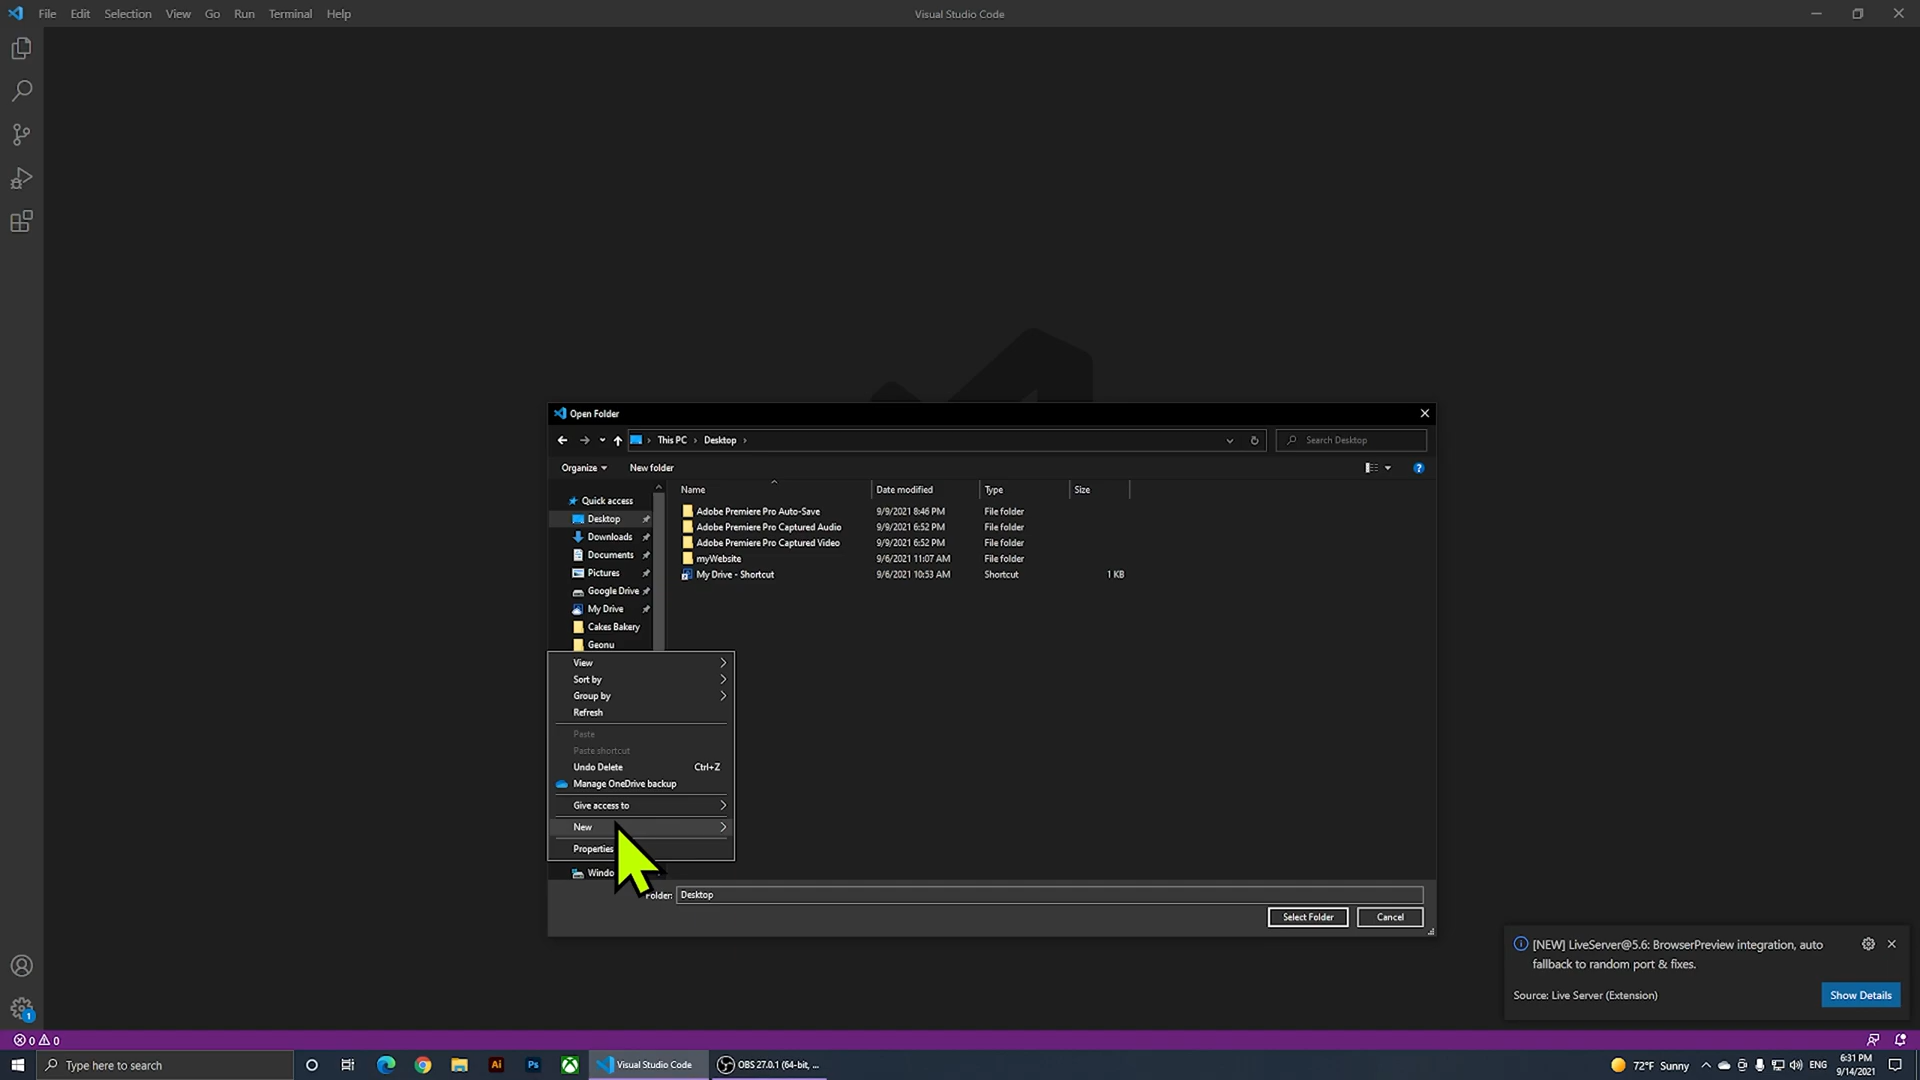 File Edit Selection View Go Run Terminal Help
Visual Studio Code
Open Folder
This PC › Desktop ›
Search Desktop
Organize
New folder
Name Date modified Type Size
Quick access
Desktop
Downloads
Documents
Pictures
Google Drive
My Drive
Cakes Bakery
Geonu
Adobe Premiere Pro Auto-Save 9/9/2021 8:46 PM File folder
Adobe Premiere Pro Captured Audio 9/9/2021 6:52 PM File folder
Adobe Premiere Pro Captured Video 9/9/2021 6:52 PM File folder
myWebsite 9/6/2021 11:07 AM File folder
My Drive - Shortcut 9/6/2021 10:53 AM Shortcut 1 KB
View
Sort by
Group by
Refresh
Paste
Paste shortcut
Undo Delete Ctrl+Z
Manage OneDrive backup
Give access to
New
Properties
Windo
Folder: Desktop
Select Folder Cancel
[NEW] LiveServer@5.6: BrowserPreview integration, auto
fallback to random port & fixes.
Source: Live Server (Extension)
Show Details
1
0 0
Type here to search
Ai
Ps
Visual Studio Code
OBS 27.0.1 (64-bit, ...
72°F Sunny
ENG
6:31 PM
9/14/2021